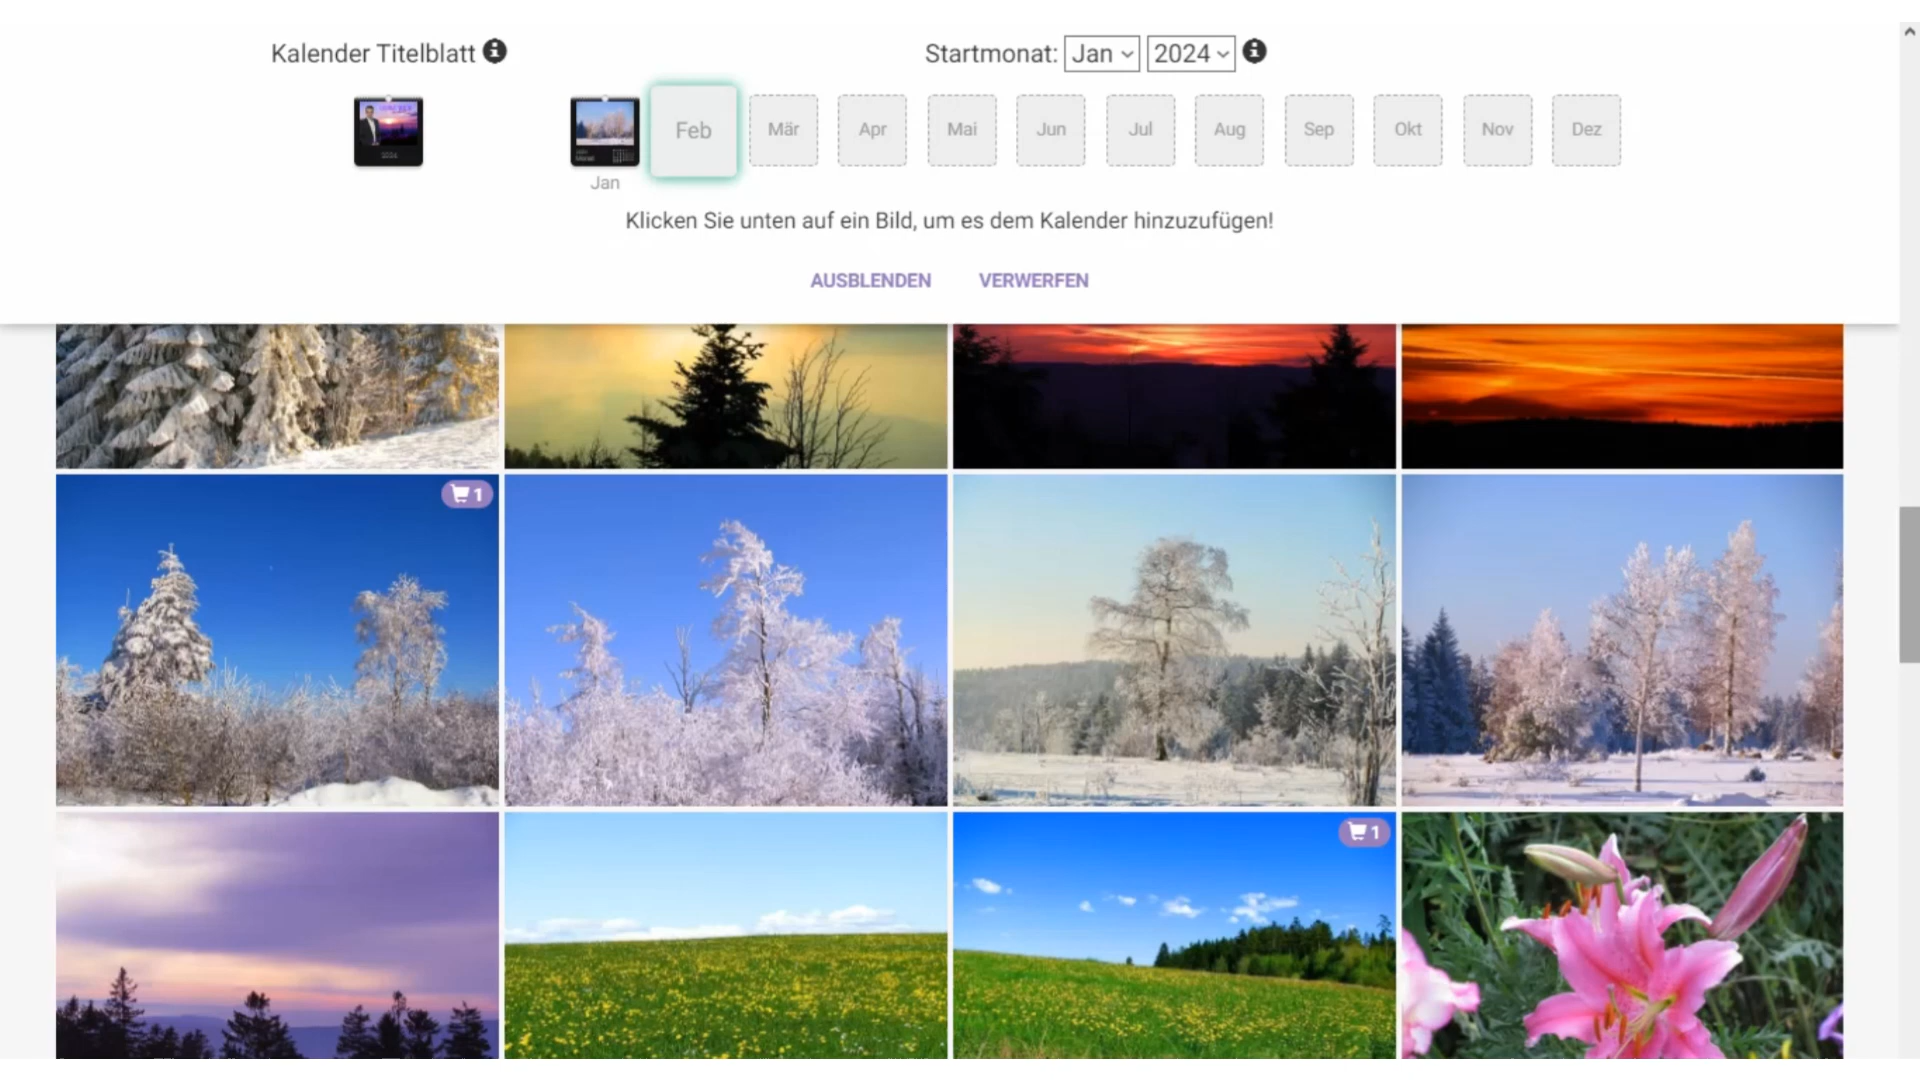 Kalender Titelblatt
Startmonat: Jan 2024
2024
Feb Mär Apr Mai Jun Jul Aug Sep Okt Nov Dez
Jan
Klicken Sie unten auf ein Bild, um es dem Kalender hinzuzufügen!
AUSBLENDEN VERWERFEN
1
1